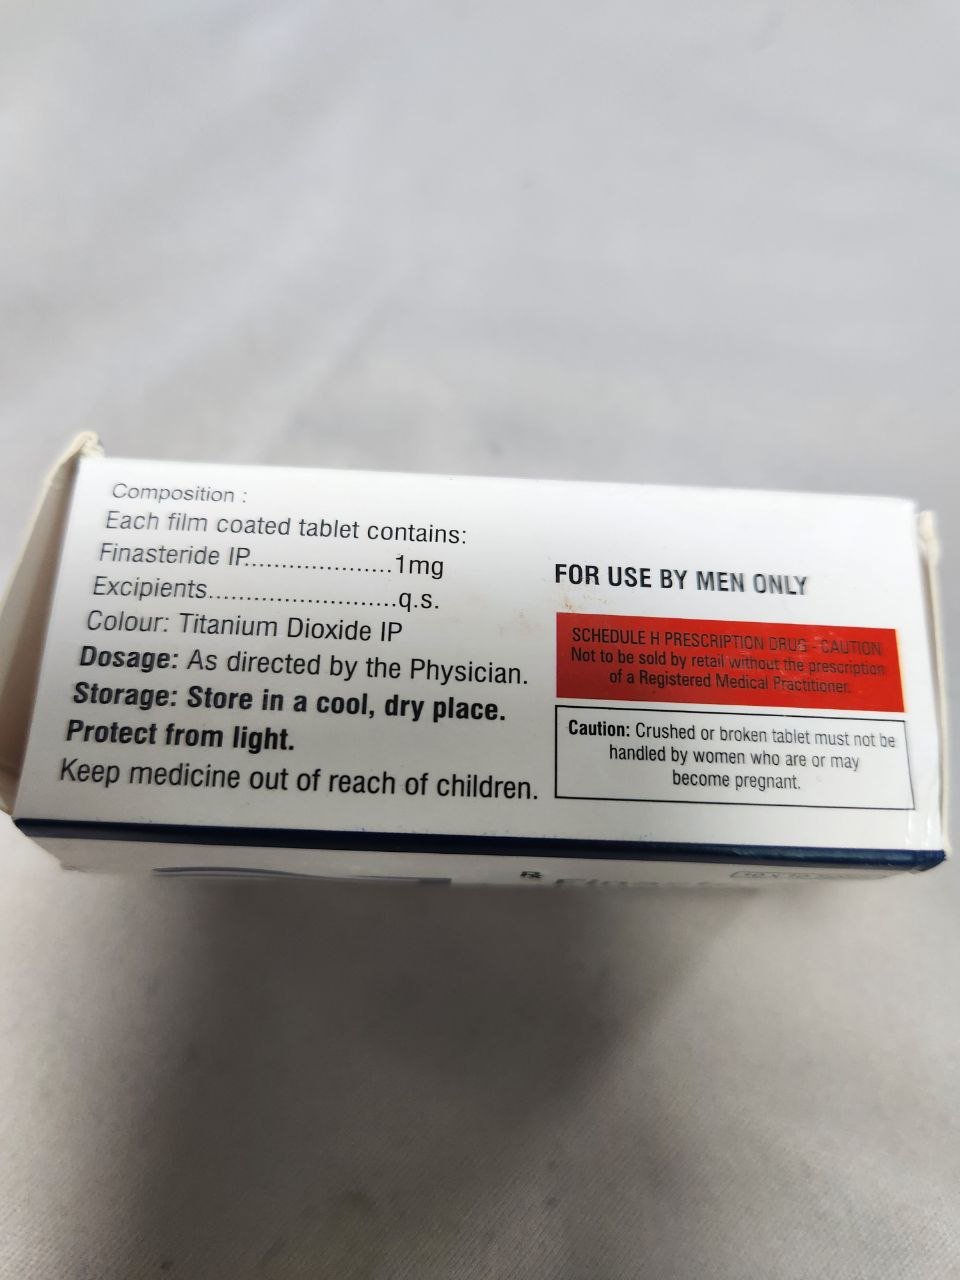 Composition :
Each film coated tablet contains:
Finasteride IP....................1mg
Excipients.........................q.s.
Colour: Titanium Dioxide IP
Dosage: As directed by the Physician.
Storage: Store in a cool, dry place.
Protect from light.
Keep medicine out of reach of children.
FOR USE BY MEN ONLY
SCHEDULE H PRESCRIPTION DRUG - CAUTION
Not to be sold by retail without the prescription
of a Registered Medical Practitioner.
Caution: Crushed or broken tablet must not be
handled by women who are or may
become pregnant.
℞